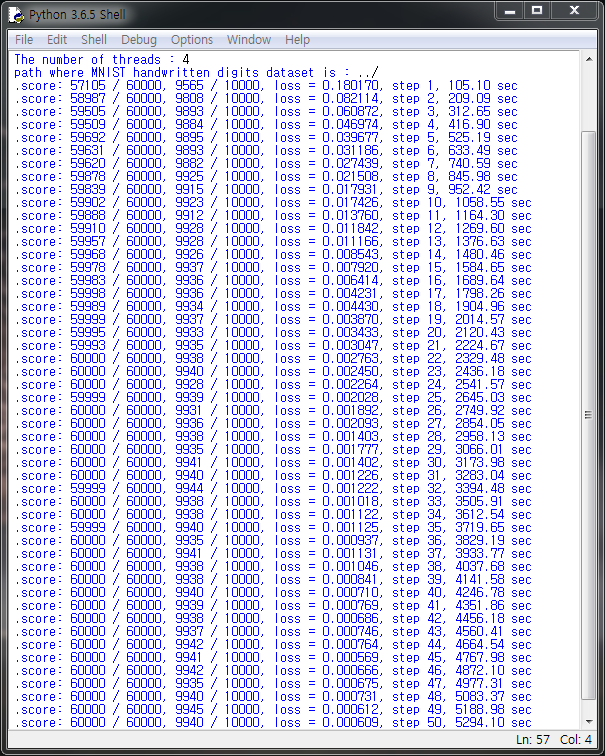 Python 3.6.5 Shell
File Edit Shell Debug Options Window Help
The number of threads : 4
path where MNIST handwritten digits dataset is : ../
.score: 57105 / 60000, 9565 / 10000, loss = 0.180170, step 1, 105.10 sec
.score: 58987 / 60000, 9808 / 10000, loss = 0.082114, step 2, 209.09 sec
.score: 59505 / 60000, 9893 / 10000, loss = 0.060872, step 3, 312.65 sec
.score: 59509 / 60000, 9884 / 10000, loss = 0.046974, step 4, 416.90 sec
.score: 59692 / 60000, 9895 / 10000, loss = 0.039677, step 5, 525.19 sec
.score: 59631 / 60000, 9893 / 10000, loss = 0.031186, step 6, 633.49 sec
.score: 59620 / 60000, 9882 / 10000, loss = 0.027439, step 7, 740.59 sec
.score: 59878 / 60000, 9925 / 10000, loss = 0.021508, step 8, 845.98 sec
.score: 59839 / 60000, 9915 / 10000, loss = 0.017931, step 9, 952.42 sec
.score: 59902 / 60000, 9923 / 10000, loss = 0.017426, step 10, 1058.55 sec
.score: 59888 / 60000, 9912 / 10000, loss = 0.013760, step 11, 1164.30 sec
.score: 59910 / 60000, 9928 / 10000, loss = 0.011842, step 12, 1269.60 sec
.score: 59957 / 60000, 9928 / 10000, loss = 0.011166, step 13, 1376.63 sec
.score: 59968 / 60000, 9926 / 10000, loss = 0.008543, step 14, 1480.46 sec
.score: 59978 / 60000, 9937 / 10000, loss = 0.007920, step 15, 1584.65 sec
.score: 59983 / 60000, 9936 / 10000, loss = 0.006414, step 16, 1689.64 sec
.score: 59998 / 60000, 9936 / 10000, loss = 0.004231, step 17, 1798.26 sec
.score: 59989 / 60000, 9934 / 10000, loss = 0.004430, step 18, 1904.96 sec
.score: 59999 / 60000, 9937 / 10000, loss = 0.003870, step 19, 2014.57 sec
.score: 59995 / 60000, 9933 / 10000, loss = 0.003433, step 20, 2120.43 sec
.score: 59993 / 60000, 9935 / 10000, loss = 0.003047, step 21, 2224.67 sec
.score: 60000 / 60000, 9938 / 10000, loss = 0.002763, step 22, 2329.48 sec
.score: 60000 / 60000, 9940 / 10000, loss = 0.002450, step 23, 2436.18 sec
.score: 60000 / 60000, 9928 / 10000, loss = 0.002264, step 24, 2541.57 sec
.score: 59999 / 60000, 9939 / 10000, loss = 0.002028, step 25, 2645.03 sec
.score: 60000 / 60000, 9931 / 10000, loss = 0.001892, step 26, 2749.92 sec
.score: 60000 / 60000, 9936 / 10000, loss = 0.002093, step 27, 2854.05 sec
.score: 60000 / 60000, 9938 / 10000, loss = 0.001403, step 28, 2958.13 sec
.score: 60000 / 60000, 9935 / 10000, loss = 0.001777, step 29, 3066.01 sec
.score: 60000 / 60000, 9941 / 10000, loss = 0.001402, step 30, 3173.98 sec
.score: 60000 / 60000, 9940 / 10000, loss = 0.001226, step 31, 3283.04 sec
.score: 59999 / 60000, 9944 / 10000, loss = 0.001222, step 32, 3394.48 sec
.score: 60000 / 60000, 9938 / 10000, loss = 0.001018, step 33, 3505.91 sec
.score: 60000 / 60000, 9938 / 10000, loss = 0.001122, step 34, 3612.54 sec
.score: 59999 / 60000, 9940 / 10000, loss = 0.001125, step 35, 3719.65 sec
.score: 60000 / 60000, 9935 / 10000, loss = 0.000937, step 36, 3829.19 sec
.score: 60000 / 60000, 9941 / 10000, loss = 0.001131, step 37, 3933.77 sec
.score: 60000 / 60000, 9938 / 10000, loss = 0.001046, step 38, 4037.68 sec
.score: 60000 / 60000, 9938 / 10000, loss = 0.000841, step 39, 4141.58 sec
.score: 60000 / 60000, 9940 / 10000, loss = 0.000710, step 40, 4246.78 sec
.score: 60000 / 60000, 9939 / 10000, loss = 0.000769, step 41, 4351.86 sec
.score: 60000 / 60000, 9938 / 10000, loss = 0.000686, step 42, 4456.18 sec
.score: 60000 / 60000, 9937 / 10000, loss = 0.000746, step 43, 4560.41 sec
.score: 60000 / 60000, 9942 / 10000, loss = 0.000764, step 44, 4664.54 sec
.score: 60000 / 60000, 9941 / 10000, loss = 0.000569, step 45, 4767.98 sec
.score: 60000 / 60000, 9942 / 10000, loss = 0.000666, step 46, 4872.10 sec
.score: 60000 / 60000, 9935 / 10000, loss = 0.000675, step 47, 4977.31 sec
.score: 60000 / 60000, 9940 / 10000, loss = 0.000731, step 48, 5083.37 sec
.score: 60000 / 60000, 9945 / 10000, loss = 0.000612, step 49, 5188.98 sec
.score: 60000 / 60000, 9940 / 10000, loss = 0.000609, step 50, 5294.10 sec
Ln: 57 Col: 4